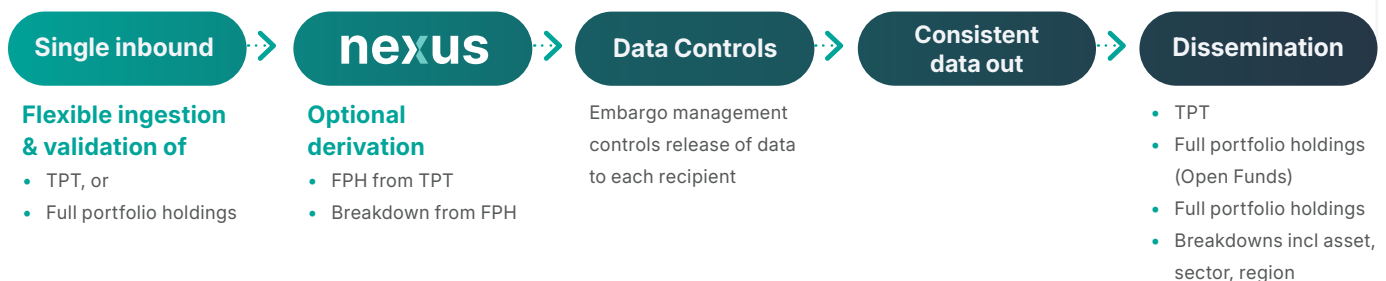 Single inbound
nexus
Data Controls
Consistent
data out
Dissemination
Flexible ingestion
& validation of
• TPT, or
• Full portfolio holdings
Optional
derivation
• FPH from TPT
• Breakdown from FPH
Embargo management
controls release of data
to each recipient
• TPT
• Full portfolio holdings
(Open Funds)
• Full portfolio holdings
• Breakdowns incl asset,
sector, region